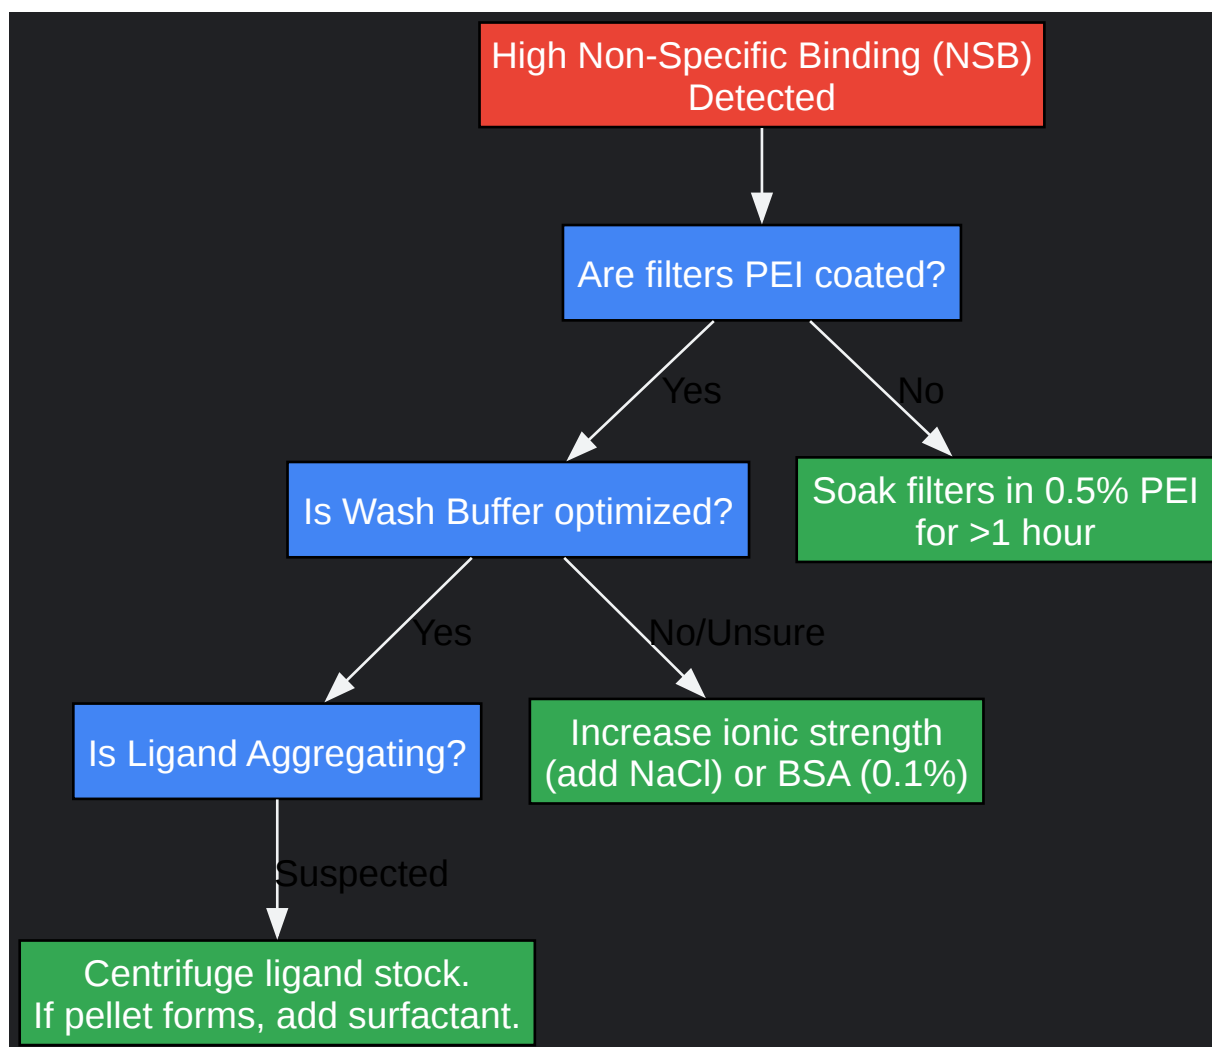 High Non-Specific Binding (NSB)
Detected
Are filters PEI coated?
Yes
No
Is Wash Buffer optimized?
Soak filters in 0.5% PEI
for >1 hour
Yes
No/Unsure
Is Ligand Aggregating?
Increase ionic strength
(add NaCl) or BSA (0.1%)
Suspected
Centrifuge ligand stock.
If pellet forms, add surfactant.